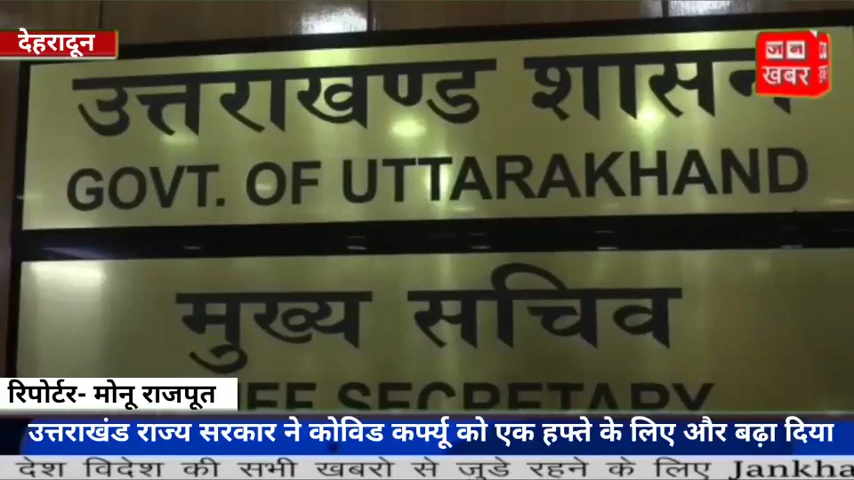 देहरादून
जन
खबर
उत्तराखण्ड शासन
GOVT. OF UTTARAKHAND
मुख्य सचिव
SECRETARY
रिपोर्टर- मोनू राजपूत
उत्तराखंड राज्य सरकार ने कोविड कर्फ्यू को एक हफ्ते के लिए और बढ़ा दिया
देश विदेश की सभी खबरो से जुडे रहने के लिए Jankha